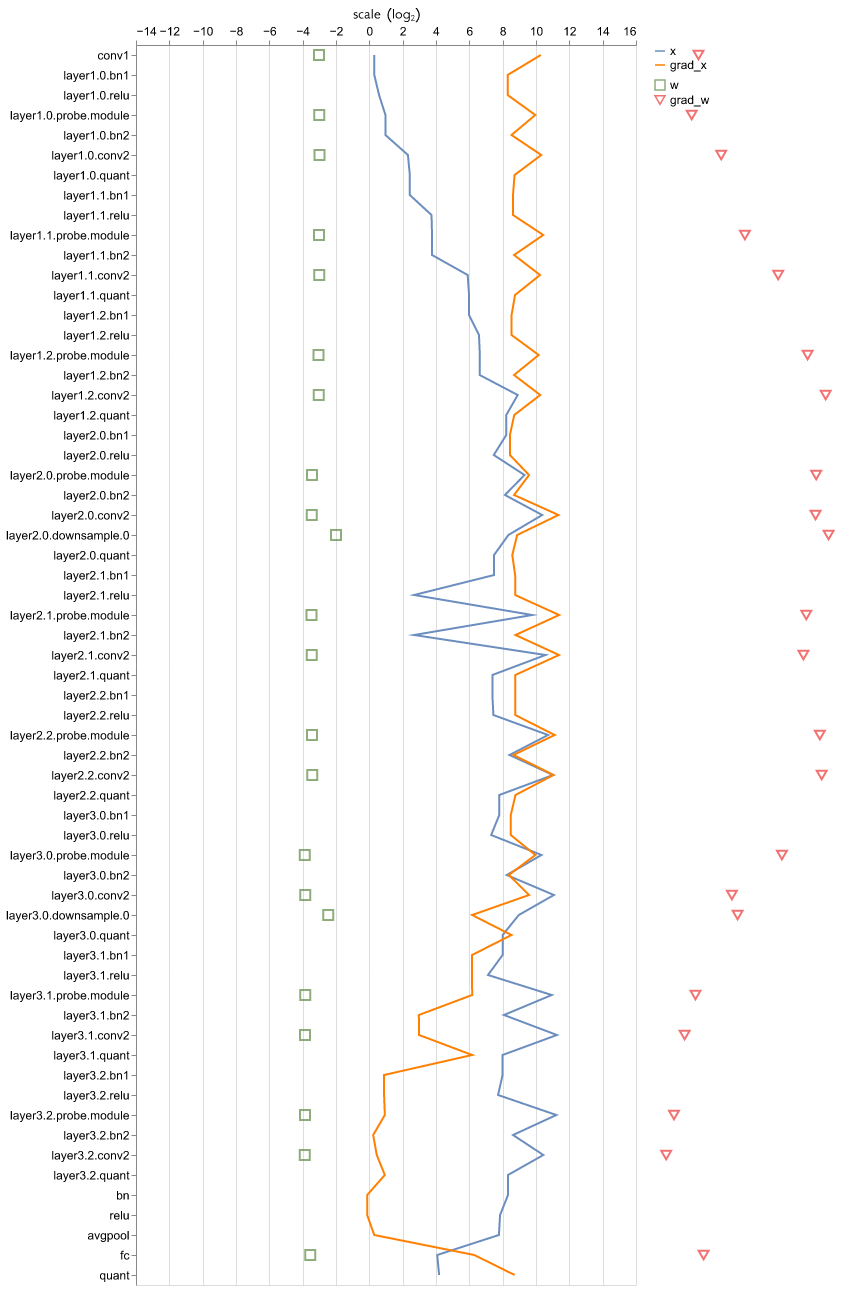 scale (log₂)
−14 −12 −10 −8 −6 −4 −2 0 2 4 6 8 10 12 14 16
x
grad_x
w
grad_w
conv1
layer1.0.bn1
layer1.0.relu
layer1.0.probe.module
layer1.0.bn2
layer1.0.conv2
layer1.0.quant
layer1.1.bn1
layer1.1.relu
layer1.1.probe.module
layer1.1.bn2
layer1.1.conv2
layer1.1.quant
layer1.2.bn1
layer1.2.relu
layer1.2.probe.module
layer1.2.bn2
layer1.2.conv2
layer1.2.quant
layer2.0.bn1
layer2.0.relu
layer2.0.probe.module
layer2.0.bn2
layer2.0.conv2
layer2.0.downsample.0
layer2.0.quant
layer2.1.bn1
layer2.1.relu
layer2.1.probe.module
layer2.1.bn2
layer2.1.conv2
layer2.1.quant
layer2.2.bn1
layer2.2.relu
layer2.2.probe.module
layer2.2.bn2
layer2.2.conv2
layer2.2.quant
layer3.0.bn1
layer3.0.relu
layer3.0.probe.module
layer3.0.bn2
layer3.0.conv2
layer3.0.downsample.0
layer3.0.quant
layer3.1.bn1
layer3.1.relu
layer3.1.probe.module
layer3.1.bn2
layer3.1.conv2
layer3.1.quant
layer3.2.bn1
layer3.2.relu
layer3.2.probe.module
layer3.2.bn2
layer3.2.conv2
layer3.2.quant
bn
relu
avgpool
fc
quant